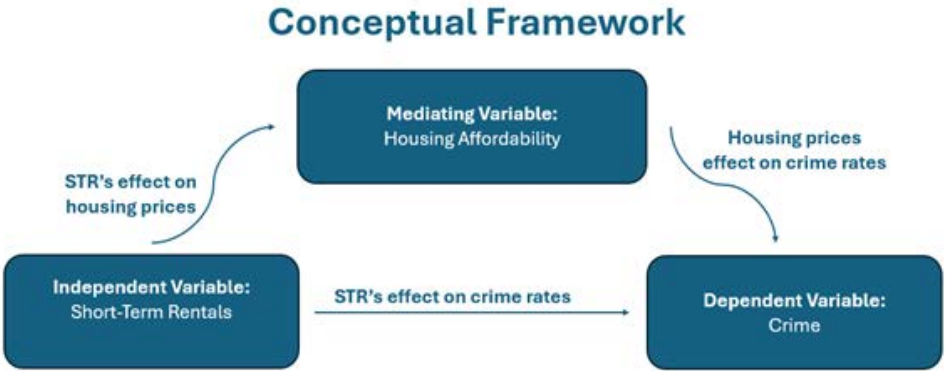 Conceptual Framework
Mediating Variable:
Housing Affordability
Housing prices
effect on crime rates
STR's effect on
housing prices
Independent Variable:
Short-Term Rentals
STR's effect on crime rates
Dependent Variable:
Crime